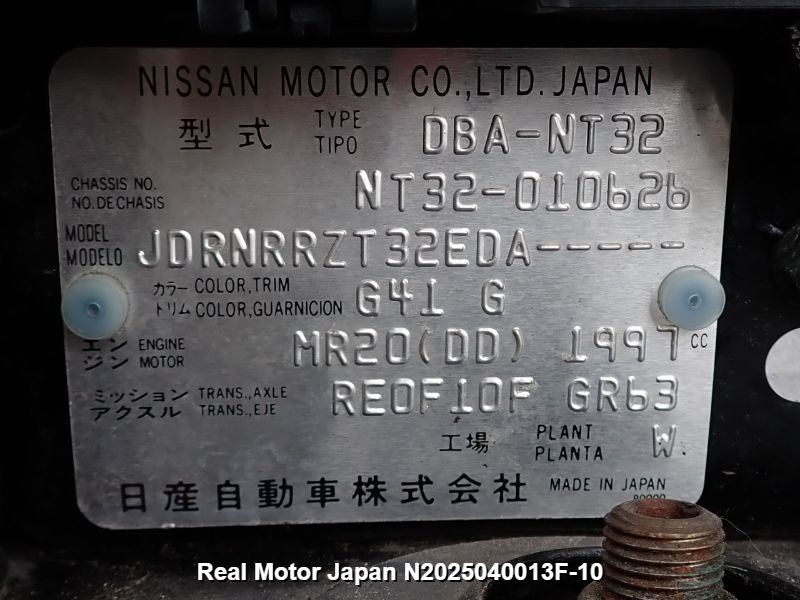 NISSAN MOTOR CO.,LTD. JAPAN
型式 TYPE TIPO DBA-NT32
CHASSIS NO. NO. DE CHASIS NT32-010626
MODEL MODELO JDRNRRZT32EDA-----
カラー COLOR,TRIM
トリム COLOR,GUARNICION G41 G
エン ENGINE
ジン MOTOR MR20(DD) 1997 CC
ミッション TRANS.,AXLE
アクスル TRANS.,EJE RE0F10F GR63
工場 PLANT PLANTA W
日産自動車株式会社 MADE IN JAPAN
Real Motor Japan N2025040013F-10